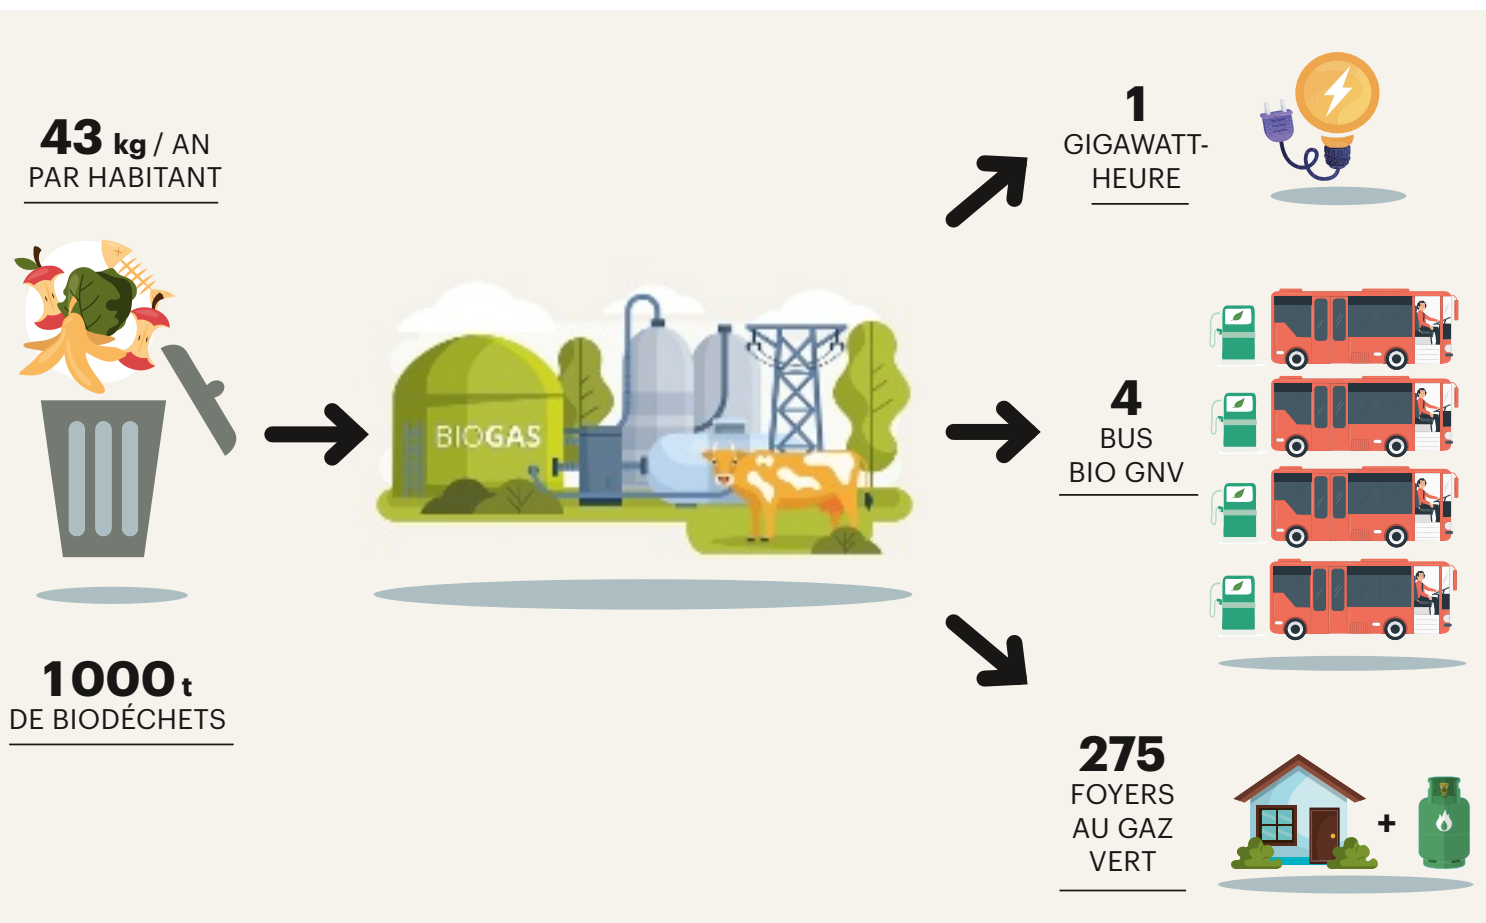 43 kg / AN
PAR HABITANT
1000 t
DE BIODÉCHETS
BIOGAS
1
GIGAWATT-
HEURE
4
BUS
BIO GNV
275
FOYERS
AU GAZ
VERT
+